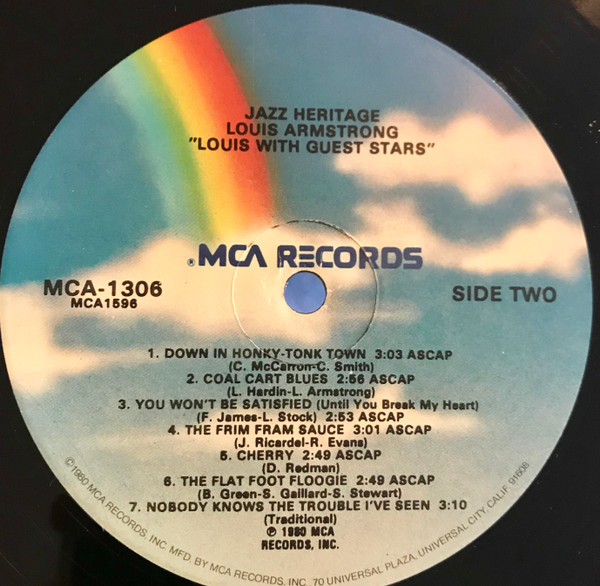 JAZZ HERITAGE
LOUIS ARMSTRONG
"LOUIS WITH GUEST STARS"
®MCA RECORDS
MCA-1306
MCA1596
SIDE TWO
1. DOWN IN HONKY-TONK TOWN 3:03 ASCAP
(C. McCarron-C. Smith)
2. COAL CART BLUES 2:56 ASCAP
(L. Hardin-L. Armstrong)
3. YOU WON'T BE SATISFIED (Until You Break My Heart)
(F. James-L. Stock) 2:53 ASCAP
4. THE FRIM FRAM SAUCE 3:01 ASCAP
(J. Ricardel-R. Evans)
5. CHERRY 2:49 ASCAP
(D. Redman)
6. THE FLAT FOOT FLOOGIE 2:49 ASCAP
(B. Green-S. Gaillard-S. Stewart)
7. NOBODY KNOWS THE TROUBLE I'VE SEEN 3:10
(Traditional)
℗ 1980 MCA
RECORDS, INC.
©1980 MCA RECORDS, INC. MFD. BY MCA RECORDS, INC. 70 UNIVERSAL PLAZA, UNIVERSAL CITY, CALIF. 91608